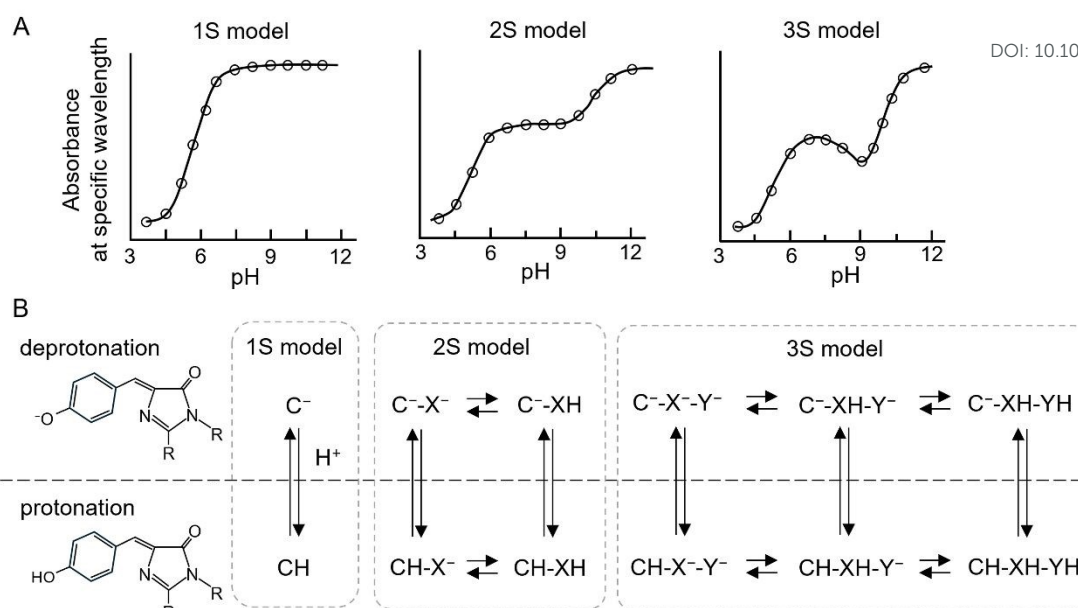 A
1S model
2S model
3S model
DOI: 10.10
Absorbance
at specific wavelength
3 6 9 12
pH
3 6 9 12
pH
3 6 9 12
pH
B
deprotonation
1S model
2S model
3S model
⁻O
O
N
N
R
R
C⁻
C⁻-X⁻ ⇌ C⁻-XH
C⁻-X⁻-Y⁻ ⇌ C⁻-XH-Y⁻ ⇌ C⁻-XH-YH
H⁺
protonation
HO
O
N
N
R
R
CH
CH-X⁻ ⇌ CH-XH
CH-X⁻-Y⁻ ⇌ CH-XH-Y⁻ ⇌ CH-XH-YH